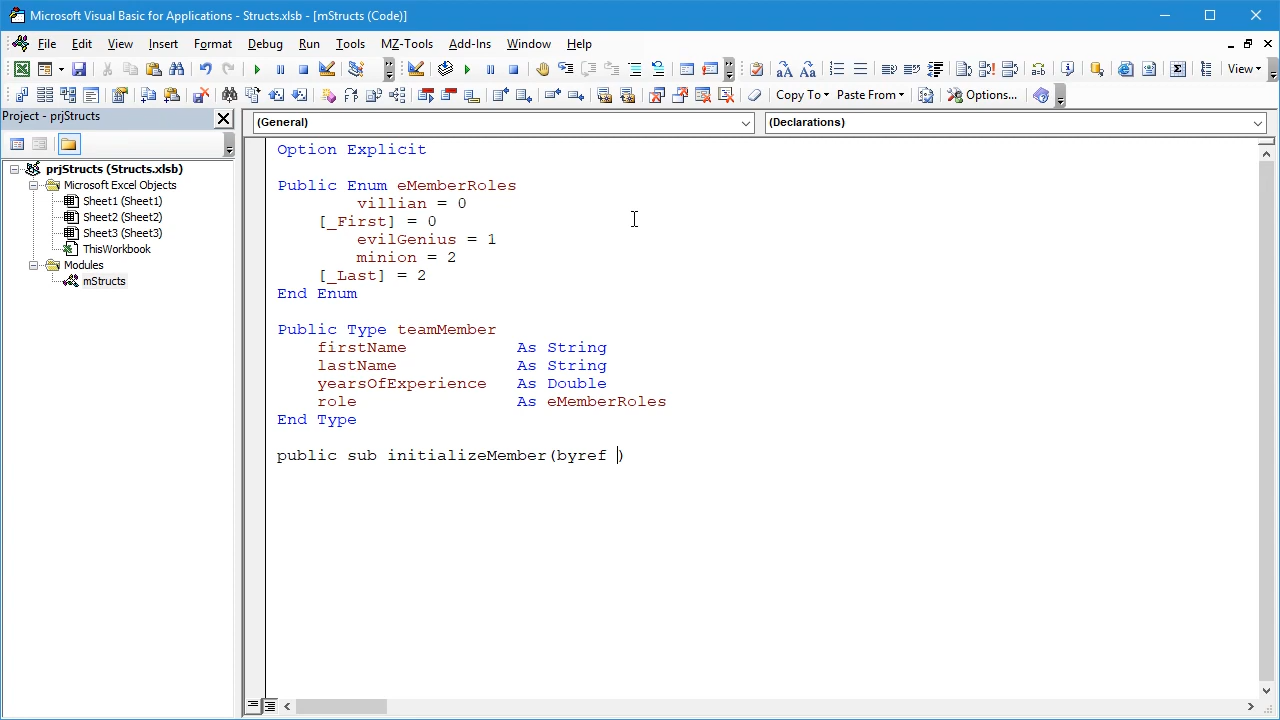 Microsoft Visual Basic for Applications - Structs.xlsb - [mStructs (Code)]
File Edit View Insert Format Debug Run Tools MZ-Tools Add-Ins Window Help
View
Copy To Paste From Options...
Project - prjStructs
(General) (Declarations)
prjStructs (Structs.xlsb)
Microsoft Excel Objects
Sheet1 (Sheet1)
Sheet2 (Sheet2)
Sheet3 (Sheet3)
ThisWorkbook
Modules
mStructs
Option Explicit
Public Enum eMemberRoles
villian = 0
[_First] = 0
evilGenius = 1
minion = 2
[_Last] = 2
End Enum
Public Type teamMember
firstName As String
lastName As String
yearsOfExperience As Double
role As eMemberRoles
End Type
public sub initializeMember(byref )